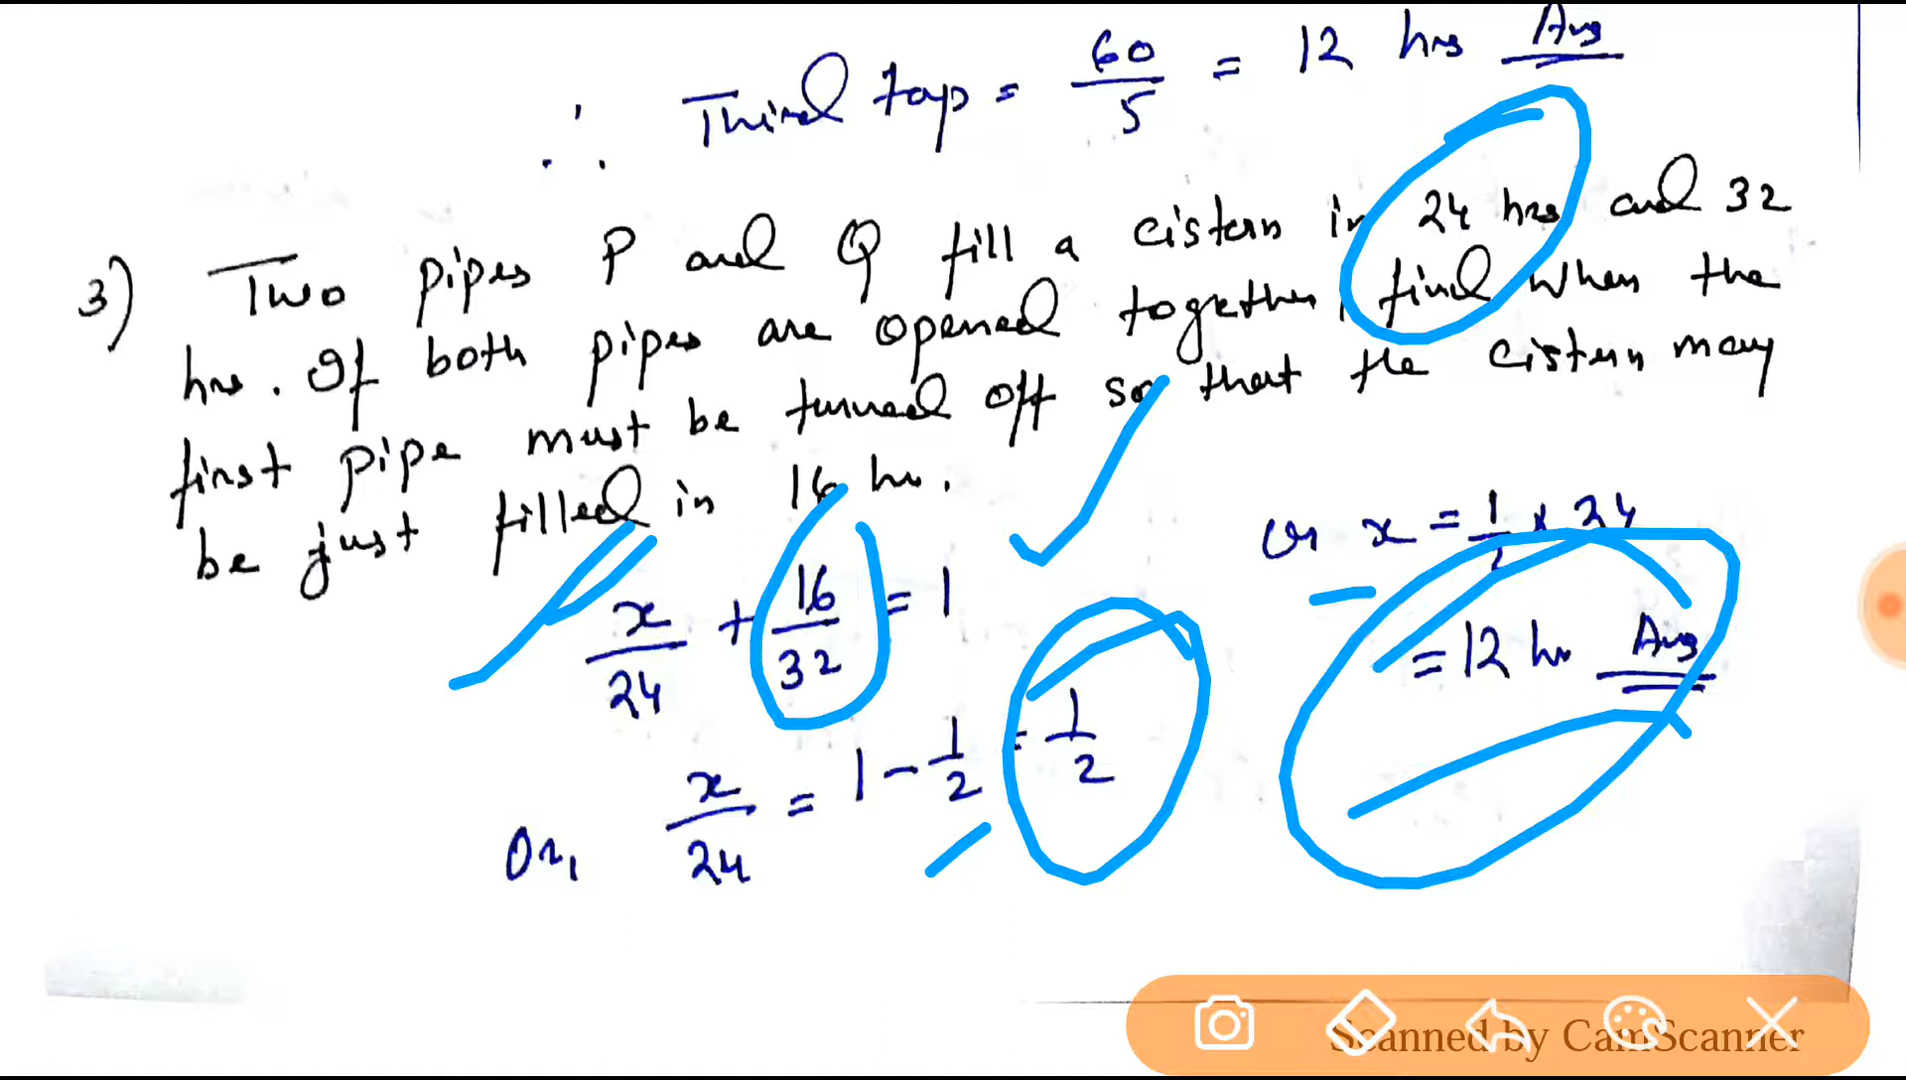 ∴ Third tap = 60/5 = 12 hrs Ans
3) Two pipes P and Q fill a cistern in 24 hrs and 32
hrs. If both pipes are opened together, find when the
first pipe must be turned off so that the cistern may
be just filled in 16 hr.
x/24 + 16/32 = 1
Or, x/24 = 1 - 1/2 = 1/2
or x = 1/2 × 24
= 12 hr Ans
Scanned by CamScanner